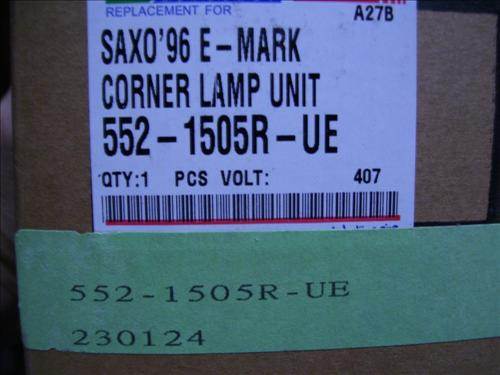 REPLACEMENT FOR A27B
SAXO'96 E-MARK
CORNER LAMP UNIT
552-1505R-UE
QTY:1 PCS VOLT: 407
552-1505R-UE
230124